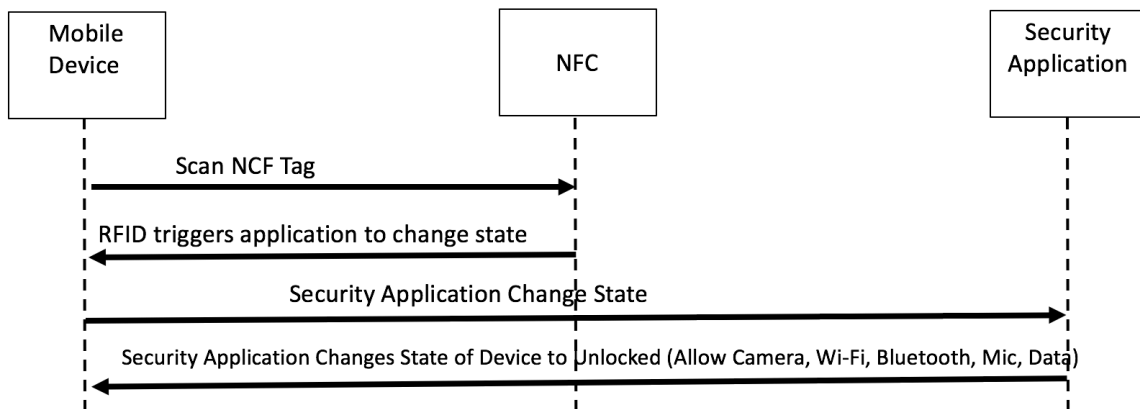 Mobile
Device
NFC
Security
Application
Scan NCF Tag
RFID triggers application to change state
Security Application Change State
Security Application Changes State of Device to Unlocked (Allow Camera, Wi-Fi, Bluetooth, Mic, Data)